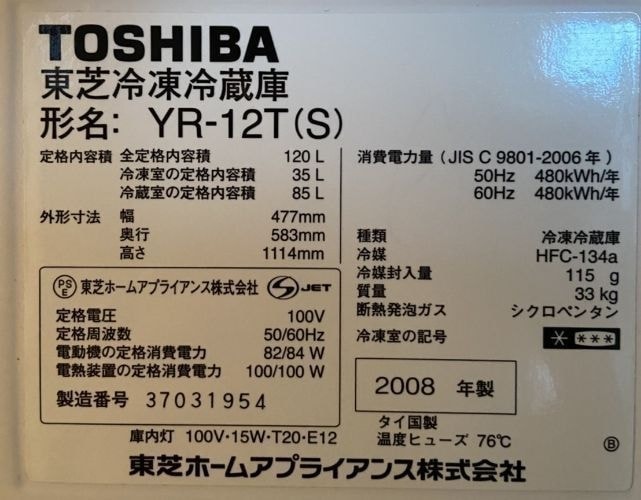 TOSHIBA
東芝冷凍冷蔵庫
形名: YR-12T(S)
定格内容積 全定格内容積 120 L
冷凍室の定格内容積 35 L
冷蔵室の定格内容積 85 L
外形寸法 幅 477mm
奥行 583mm
高さ 1114mm
消費電力量 (JIS C 9801-2006 年)
50Hz 480kWh/年
60Hz 480kWh/年
種類 冷凍冷蔵庫
冷媒 HFC-134a
冷媒封入量 115 g
質量 33 kg
断熱発泡ガス シクロペンタン
冷凍室の記号 * ***
PSE 東芝ホームアプライアンス株式会社 JET
定格電圧 100V
定格周波数 50/60Hz
電動機の定格消費電力 82/84 W
電熱装置の定格消費電力 100/100 W
製造番号 37031954
2008 年製
タイ国製
庫内灯 100V･15W･T20･E12
温度ヒューズ 76℃
Ⓑ
東芝ホームアプライアンス株式会社